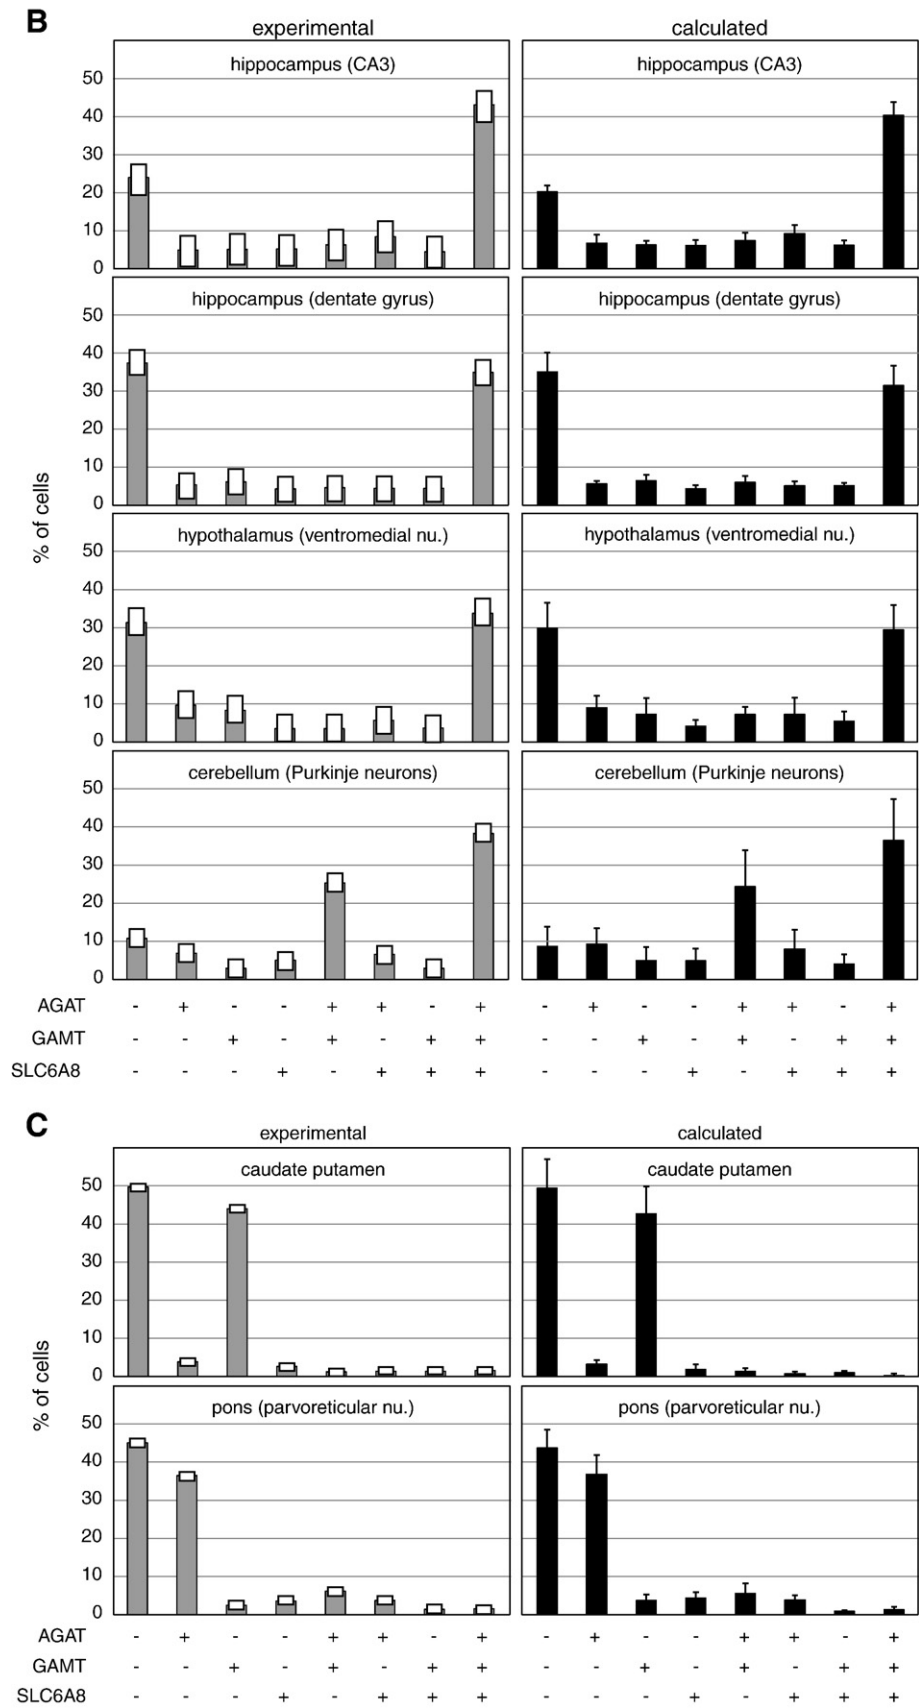 B
experimental calculated
hippocampus (CA3) hippocampus (CA3)
50
40
30
20
10
0
hippocampus (dentate gyrus) hippocampus (dentate gyrus)
50
40
30
20
10
0
% of cells
hypothalamus (ventromedial nu.) hypothalamus (ventromedial nu.)
50
40
30
20
10
0
cerebellum (Purkinje neurons) cerebellum (Purkinje neurons)
50
40
30
20
10
0
AGAT - + - - + + - + - + - - + + - +
GAMT - - + - + - + + - - + - + - + +
SLC6A8 - - - + - + + + - - - + - + + +
C
experimental calculated
caudate putamen caudate putamen
50
40
30
20
10
0
% of cells
pons (parvoreticular nu.) pons (parvoreticular nu.)
50
40
30
20
10
0
AGAT - + - - + + - + - + - - + + - +
GAMT - - + - + - + + - - + - + - + +
SLC6A8 - - - + - + + + - - - + - + + +